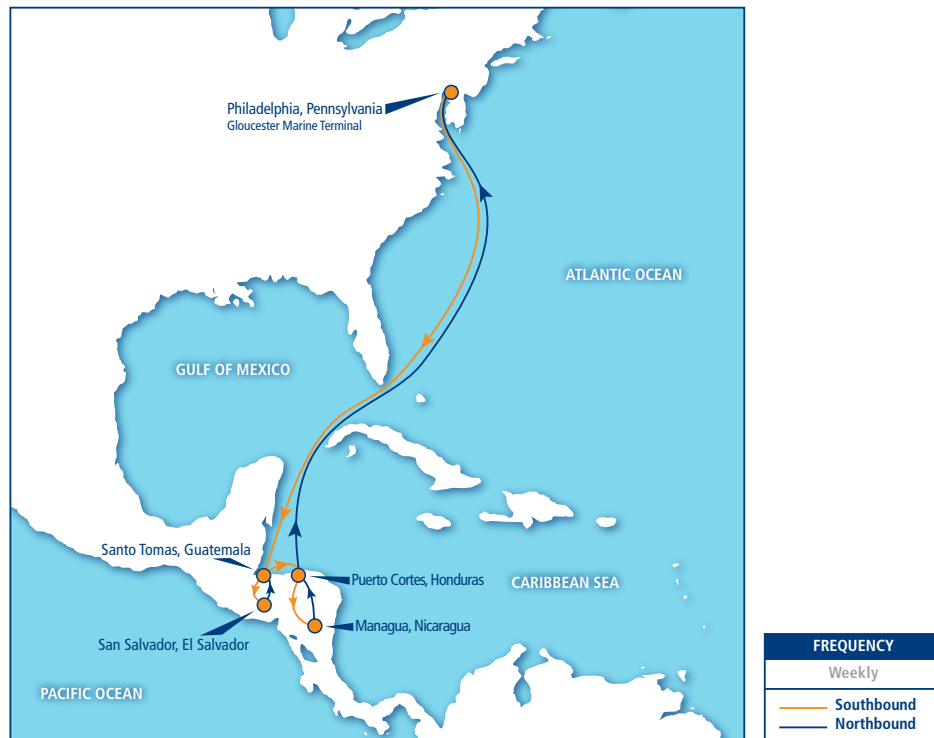 Philadelphia, Pennsylvania
Gloucester Marine Terminal
ATLANTIC OCEAN
GULF OF MEXICO
Santo Tomas, Guatemala
Puerto Cortes, Honduras
CARIBBEAN SEA
Managua, Nicaragua
San Salvador, El Salvador
PACIFIC OCEAN
FREQUENCY
Weekly
Southbound
Northbound